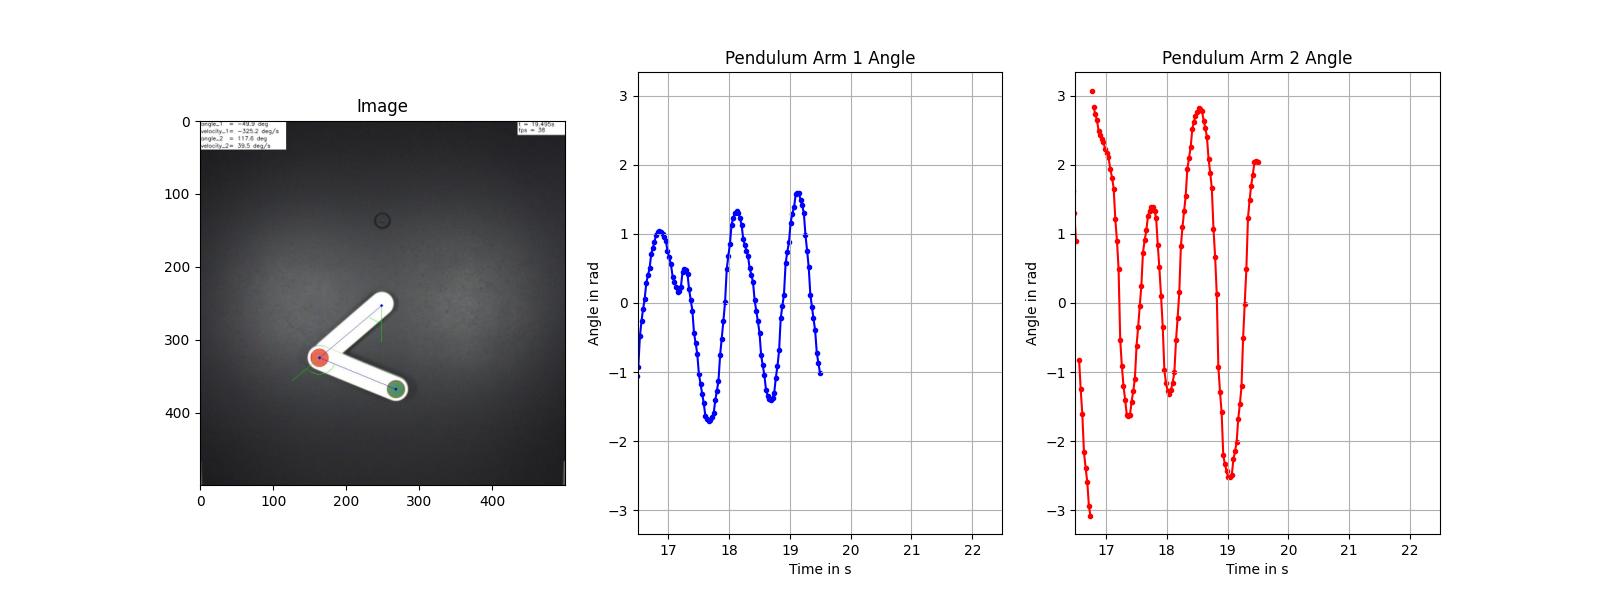 Image
angle_1 = -49.9 deg
velocity_1= -325.2 deg/s
angle_2 = 117.6 deg
velocity_2= 39.5 deg/s
t = 19.495s
fps = 38
0
100
200
300
400
0 100 200 300 400
Pendulum Arm 1 Angle
Angle in rad
3
2
1
0
−1
−2
−3
17 18 19 20 21 22
Time in s
Pendulum Arm 2 Angle
Angle in rad
3
2
1
0
−1
−2
−3
17 18 19 20 21 22
Time in s